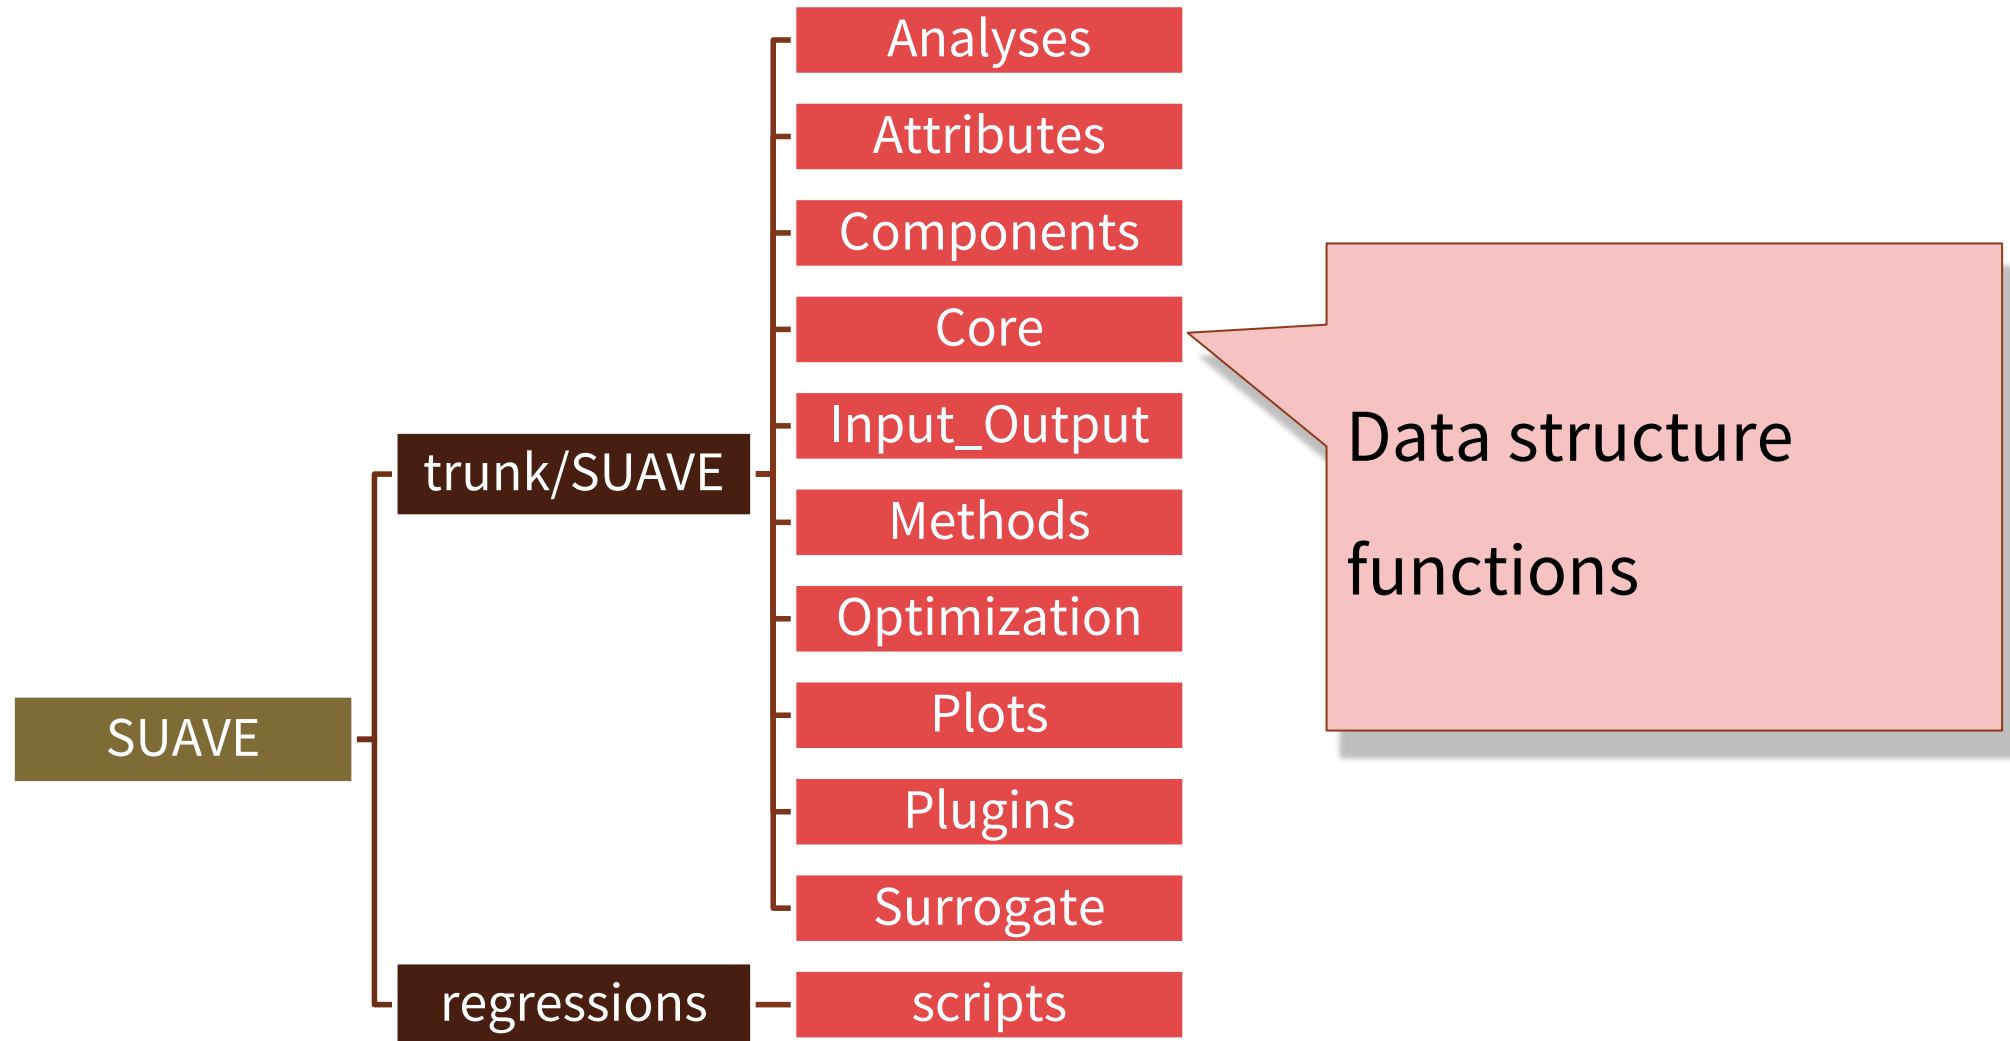 SUAVE
trunk/SUAVE
Analyses
Attributes
Components
Core
Input_Output
Methods
Optimization
Plots
Plugins
Surrogate
regressions
scripts
Data structure
functions